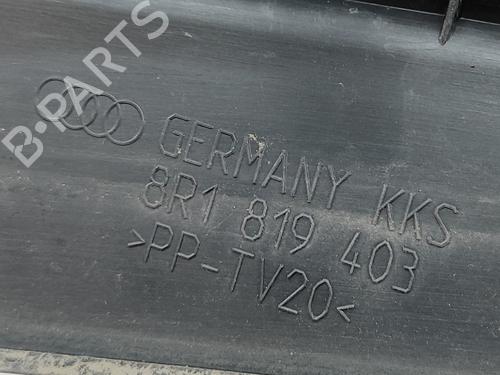 B-PARTS
GERMANY KKS
8R1 819 403
>PP-TV20<